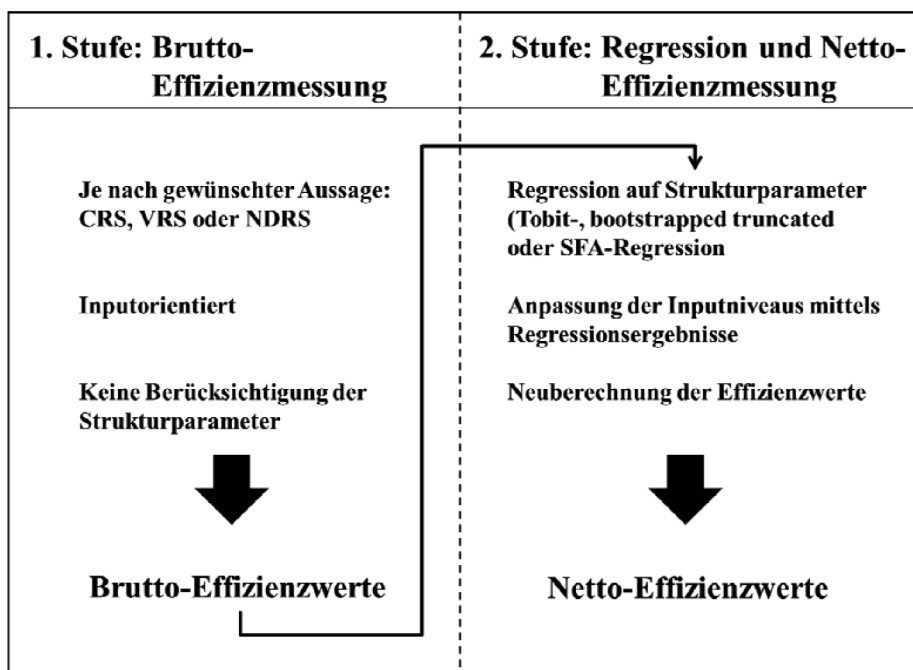 1. Stufe: Brutto-
Effizienzmessung
Je nach gewünschter Aussage:
CRS, VRS oder NDRS
Inputorientiert
Keine Berücksichtigung der
Strukturparameter
Brutto-Effizienzwerte
2. Stufe: Regression und Netto-
Effizienzmessung
Regression auf Strukturparameter
(Tobit-, bootstrapped truncated
oder SFA-Regression
Anpassung der Inputniveaus mittels
Regressionsergebnisse
Neuberechnung der Effizienzwerte
Netto-Effizienzwerte